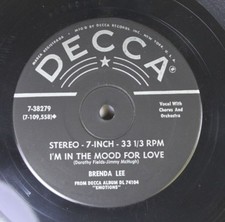 DECCA
7-38279
(7-109,558)
Vocal With
Chorus And
Orchestra
STEREO - 7-INCH - 33 1/3 RPM
I'M IN THE MOOD FOR LOVE
(Dorothy Fields-Jimmy McHugh)
BRENDA LEE
FROM DECCA ALBUM DL 74104
"EMOTIONS"